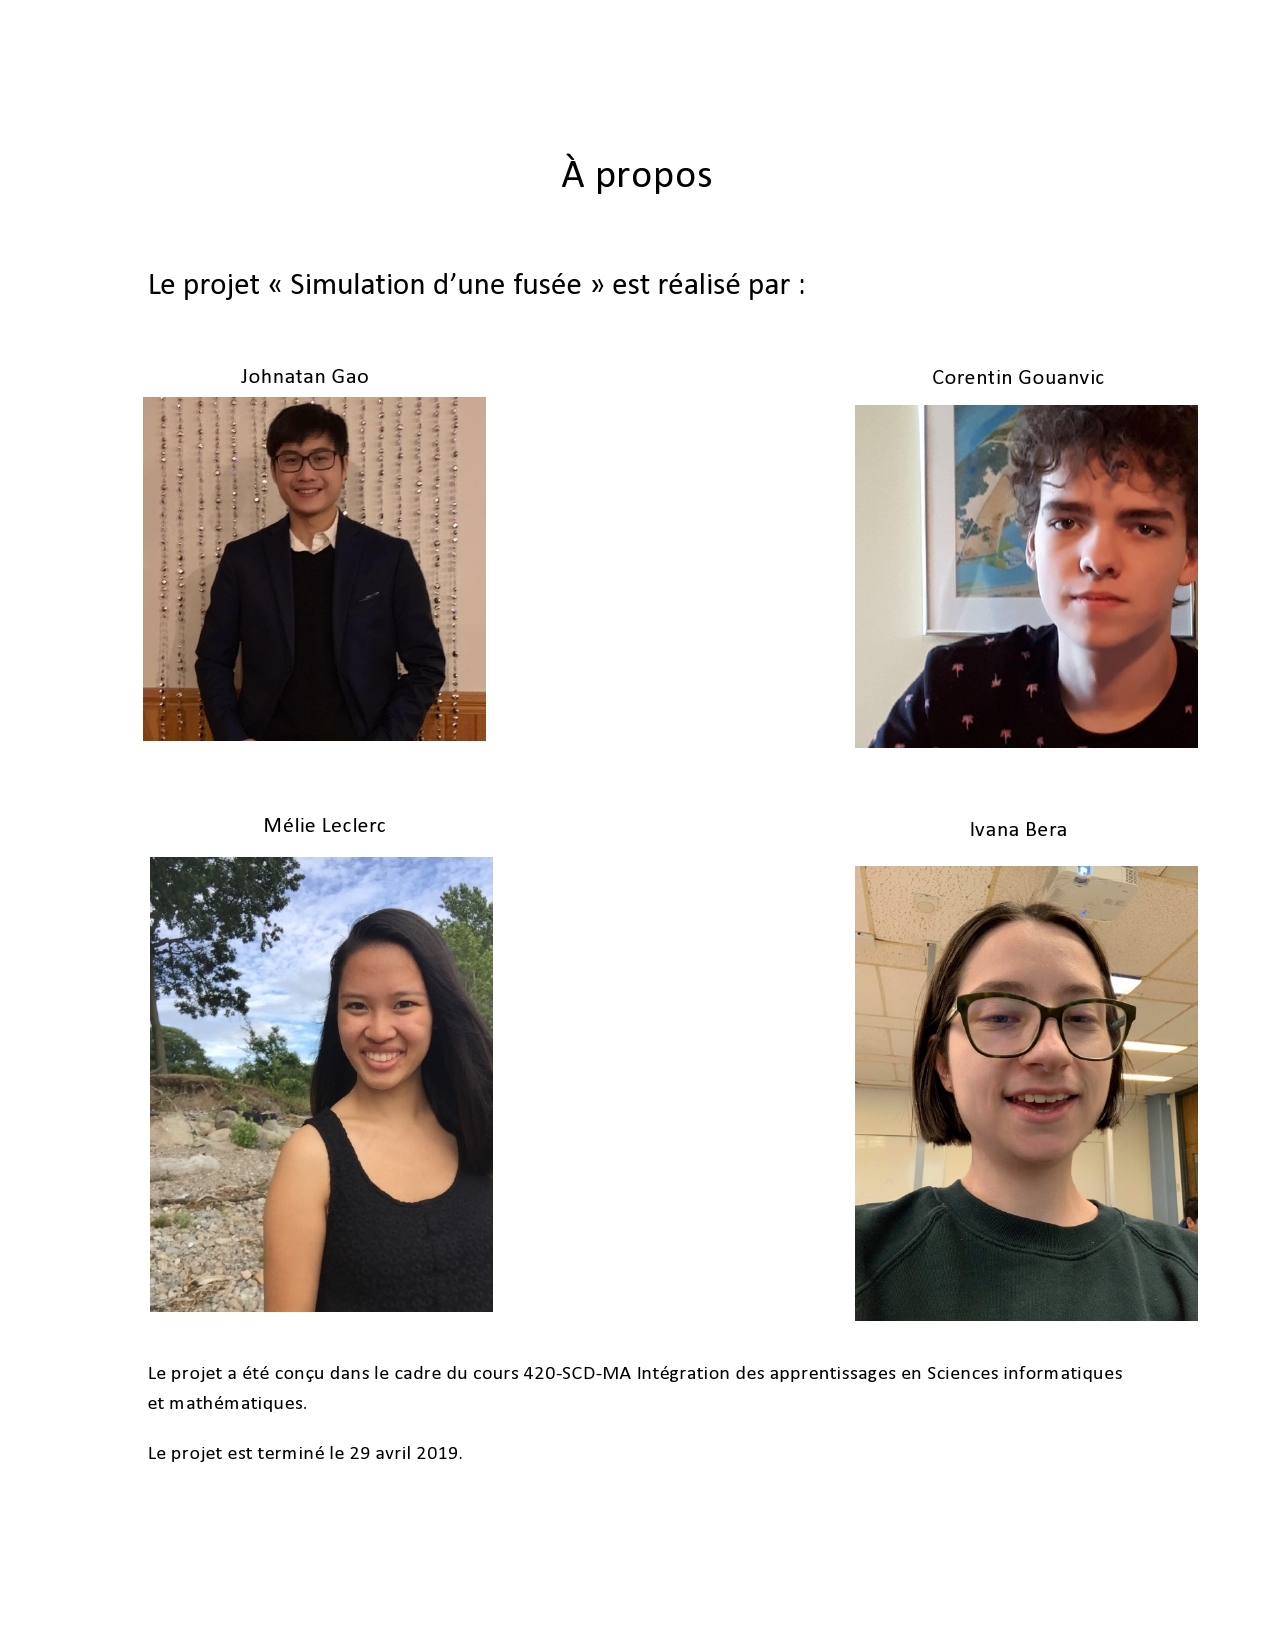 À propos
Le projet « Simulation d’une fusée » est réalisé par :
Johnatan Gao
Corentin Gouanvic
Mélie Leclerc
Ivana Bera
Le projet a été conçu dans le cadre du cours 420-SCD-MA Intégration des apprentissages en Sciences informatiques
et mathématiques.
Le projet est terminé le 29 avril 2019.